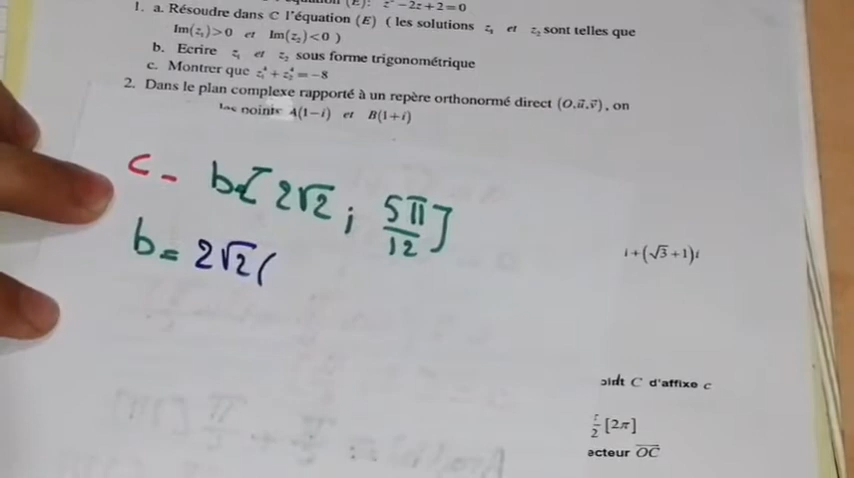 (E): z²-2z+2=0
1. a. Résoudre dans C l'équation (E) ( les solutions z₁ et z₂ sont telles que
Im(z₁)>0 et Im(z₂)<0 )
b. Ecrire z₁ et z₂ sous forme trigonométrique
c. Montrer que z₁⁴+z₂⁴=-8
2. Dans le plan complexe rapporté à un repère orthonormé direct (O,u⃗,v⃗), on
les points A(1-i) et B(1+i)
c - b=[2√2 ; 5π/12]
b = 2√2(
i+(√3+1)i
C d'affixe c
[2π]
OC